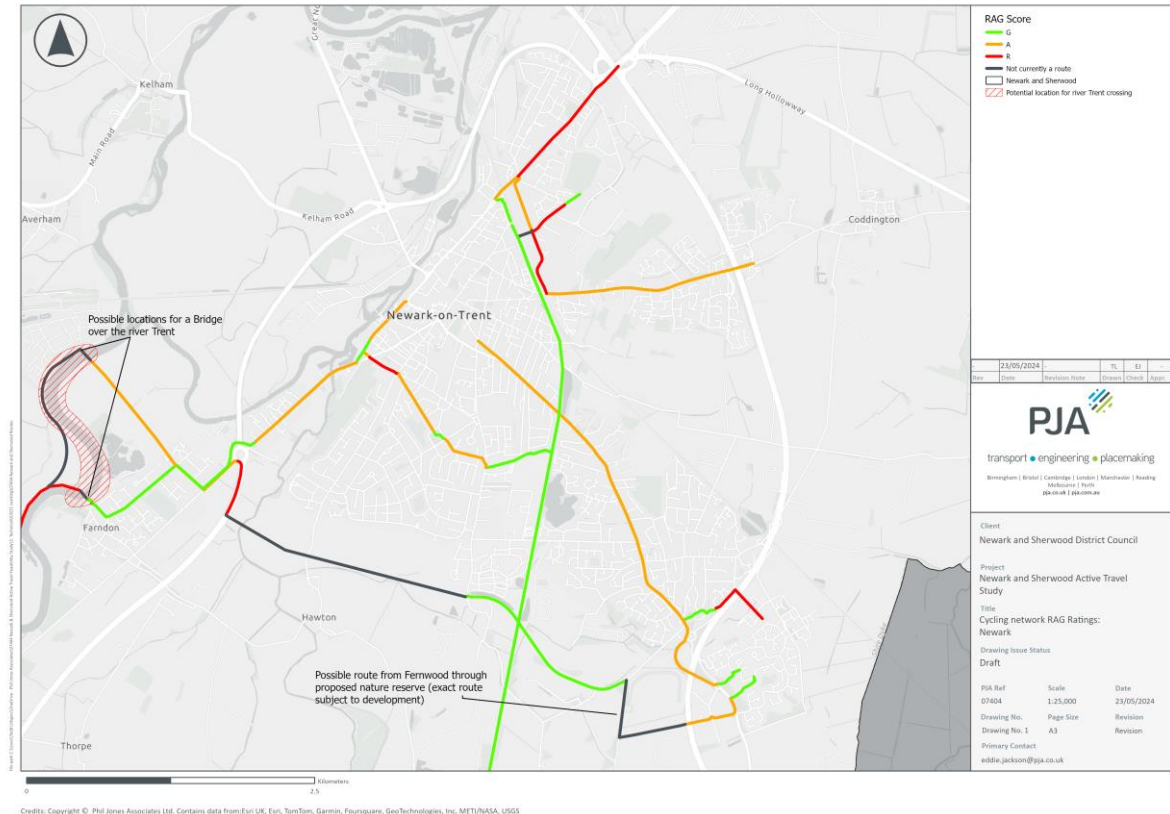 Great No
Kelham
Main Road
Averham
Kelham Road
Long Hollowway
Coddington
Newark-on-Trent
Possible locations for a Bridge
over the river Trent
Farndon
Hawton
Thorpe
Possible route from Fernwood through
proposed nature reserve (exact route
subject to development)
RAG Score
G
A
R
Not currently a route
Newark and Sherwood
Potential location for river Trent crossing
- 23/05/2024 - TL EJ -
Rev Date Revision Note Drawn Check Appr.
PJA
transport engineering placemaking
Birmingham | Bristol | Cambridge | London | Manchester | Reading
Melbourne | Perth
pja.co.uk | pja.com.au
Client
Newark and Sherwood District Council
Project
Newark and Sherwood Active Travel
Study
Title
Cycling network RAG Ratings:
Newark
Drawing Issue Status
Draft
PJA Ref Scale Date
07404 1:25,000 23/05/2024
Drawing No. Page Size Revision
Drawing No. 1 A3 Revision
Primary Contact
eddie.jackson@pja.co.uk
Kilometers
0 2.5
Credits: Copyright © Phil Jones Associates Ltd. Contains data from:Esri UK, Esri, TomTom, Garmin, Foursquare, GeoTechnologies, Inc, METI/NASA, USGS